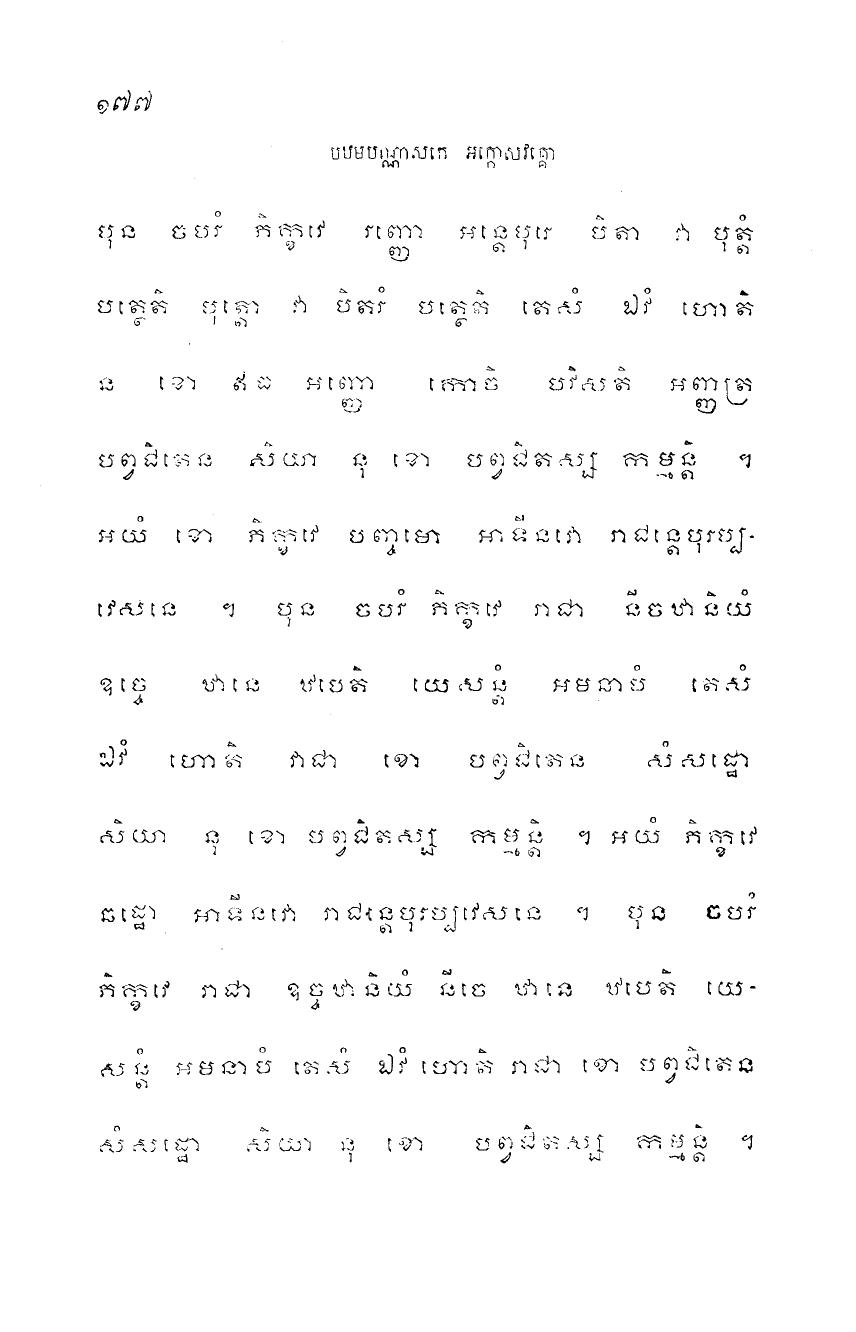 ១៧៧
បឋមបណ្ណាសកេ អក្កោសវគ្គោ
បុន ចបរំ ភិក្ខវេ រញ្ញោ អន្តេបុរេ បិតា វា បុត្តំ
បត្ថេតិ បុត្តោ វា បិតរំ បត្ថេតិ តេសំ ឯវំ ហោតិ
ន ខោ ឥធ អញ្ញោ កោចិ បវិសតិ អញ្ញត្រ
បព្វជិតេន សិយា នុ ខោ បព្វជិតស្ស កម្មន្តិ ។
អយំ ខោ ភិក្ខវេ បញ្ចមោ អាទីនវោ រាជន្តេបុរប្ប-
វេសនេ ។ បុន ចបរំ ភិក្ខវេ រាជា នីចឋានិយំ
ឧច្ចេ ឋានេ ឋបេតិ យេសន្តំ អមនាបំ តេសំ
ឯវំ ហោតិ រាជា ខោ បព្វជិតេន សំសដ្ឋោ
សិយា នុ ខោ បព្វជិតស្ស កម្មន្តិ ។ អយំ ភិក្ខវេ
ឆដ្ឋោ អាទីនវោ រាជន្តេបុរប្បវេសនេ ។ បុន ចបរំ
ភិក្ខវេ រាជា ឧច្ចឋានិយំ នីចេ ឋានេ ឋបេតិ យេ-
សន្តំ អមនាបំ តេសំ ឯវំ ហោតិ រាជា ខោ បព្វជិតេន
សំសដ្ឋោ សិយា នុ ខោ បព្វជិតស្ស កម្មន្តិ ។